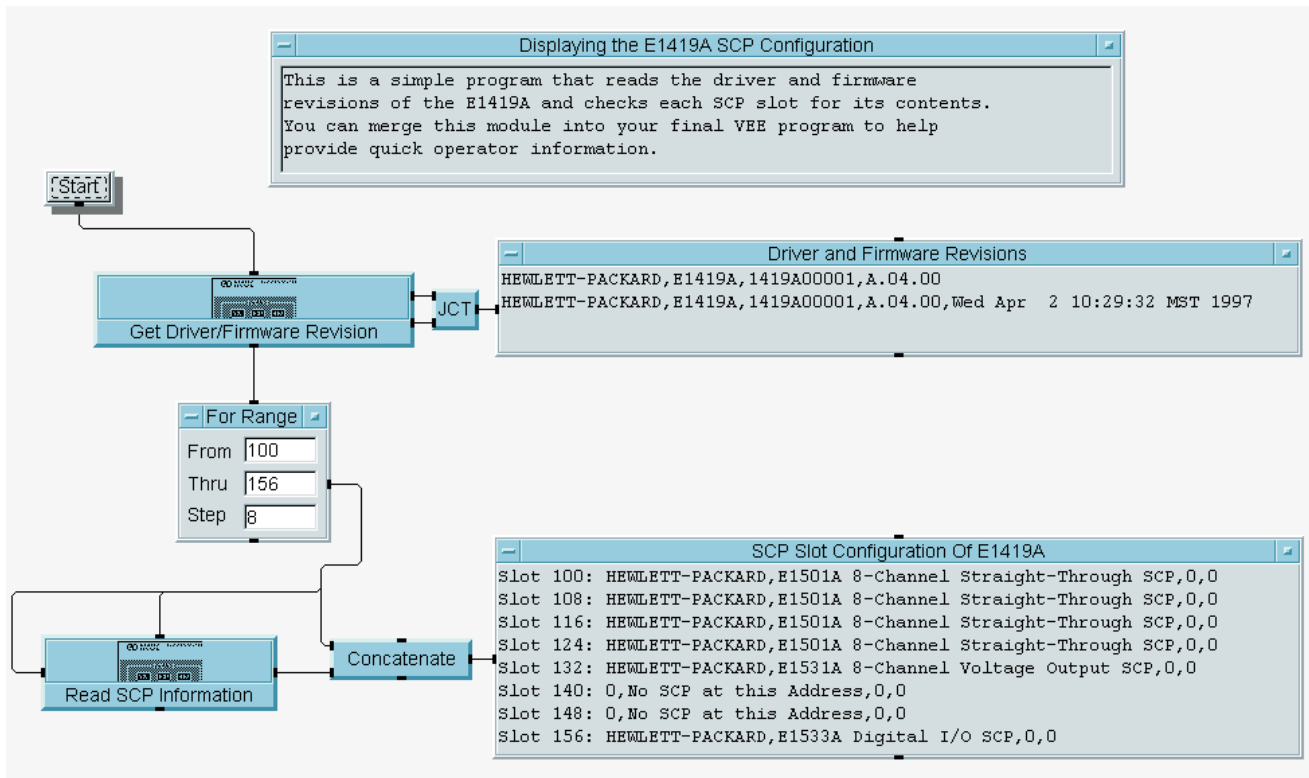 Displaying the E1419A SCP Configuration
This is a simple program that reads the driver and firmware
revisions of the E1419A and checks each SCP slot for its contents.
You can merge this module into your final VEE program to help
provide quick operator information.
Start
Get Driver/Firmware Revision
JCT
Driver and Firmware Revisions
HEWLETT-PACKARD,E1419A,1419A00001,A.04.00
HEWLETT-PACKARD,E1419A,1419A00001,A.04.00,Wed Apr  2 10:29:32 MST 1997
For Range
From 100
Thru 156
Step 8
Read SCP Information
Concatenate
SCP Slot Configuration Of E1419A
Slot 100: HEWLETT-PACKARD,E1501A 8-Channel Straight-Through SCP,0,0
Slot 108: HEWLETT-PACKARD,E1501A 8-Channel Straight-Through SCP,0,0
Slot 116: HEWLETT-PACKARD,E1501A 8-Channel Straight-Through SCP,0,0
Slot 124: HEWLETT-PACKARD,E1501A 8-Channel Straight-Through SCP,0,0
Slot 132: HEWLETT-PACKARD,E1531A 8-Channel Voltage Output SCP,0,0
Slot 140: 0,No SCP at this Address,0,0
Slot 148: 0,No SCP at this Address,0,0
Slot 156: HEWLETT-PACKARD,E1533A Digital I/O SCP,0,0